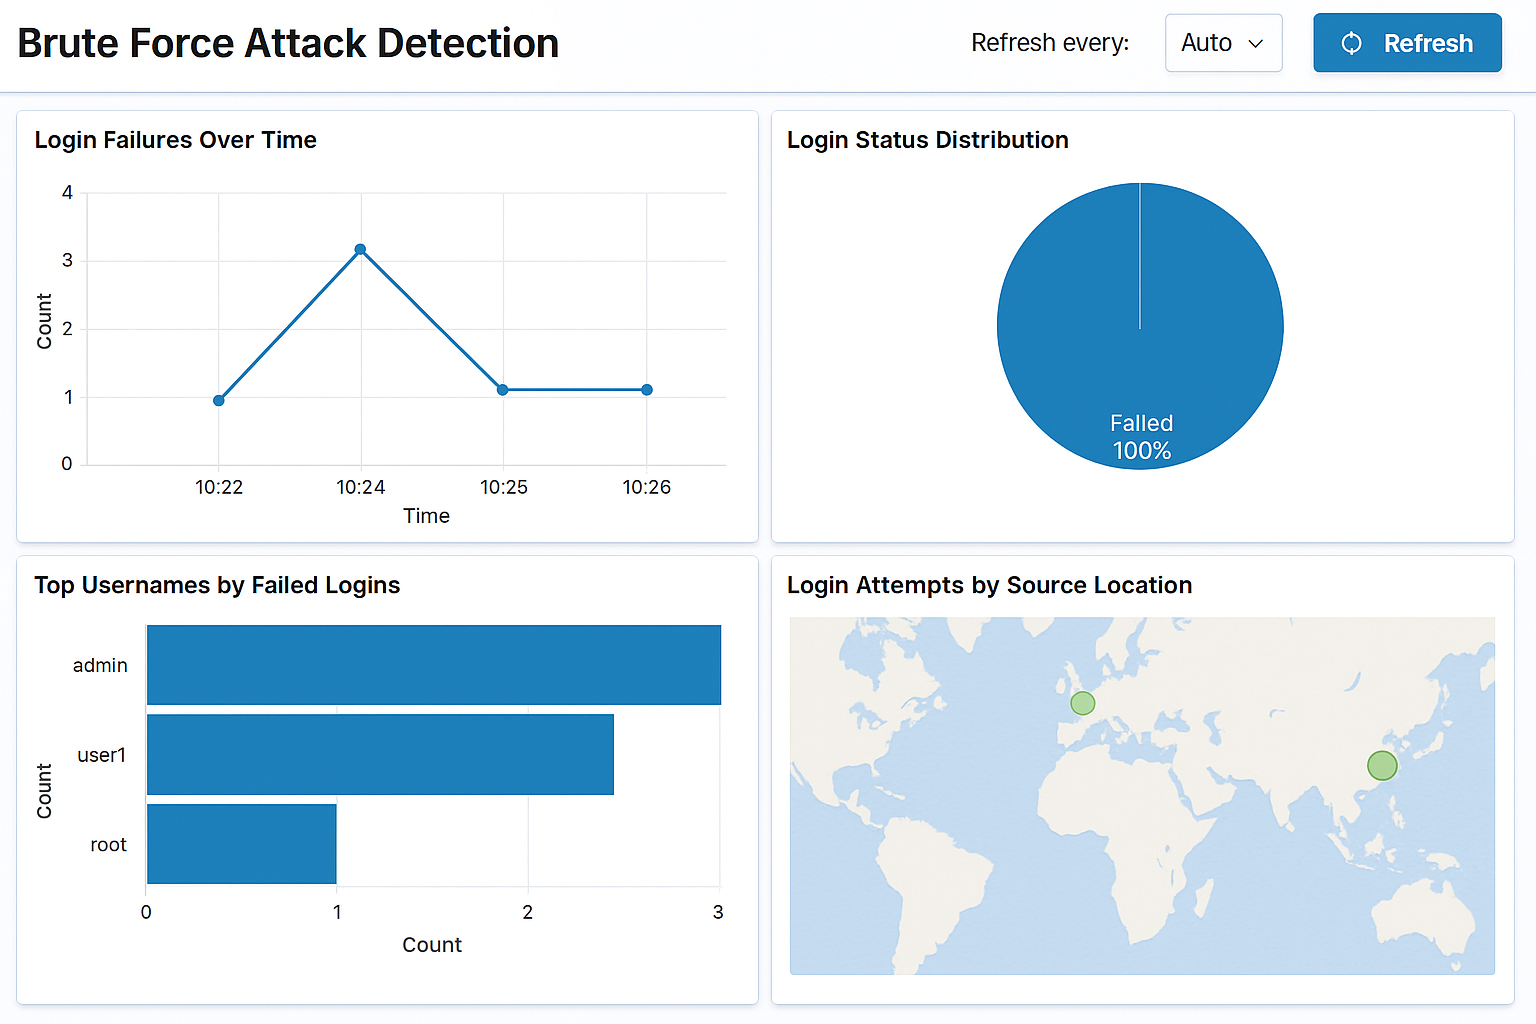 Brute Force Attack Detection
Refresh every:
Auto
Refresh
Login Failures Over Time
4
3
2
1
0
Count
10:22
10:24
10:25
10:26
Time
Login Status Distribution
Falled
100%
Top Usernames by Failed Logins
admin
user1
root
Count
0
1
2
3
Count
Login Attempts by Source Location